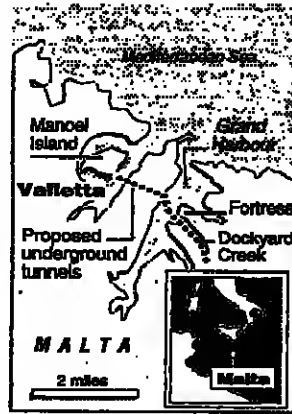 Mediterranean Sea
Manoel
Island
Grand
Harbour
Valletta
Fortress
Proposed
underground
tunnels
Dockyard
Creek
MALTA
2 miles
Malta